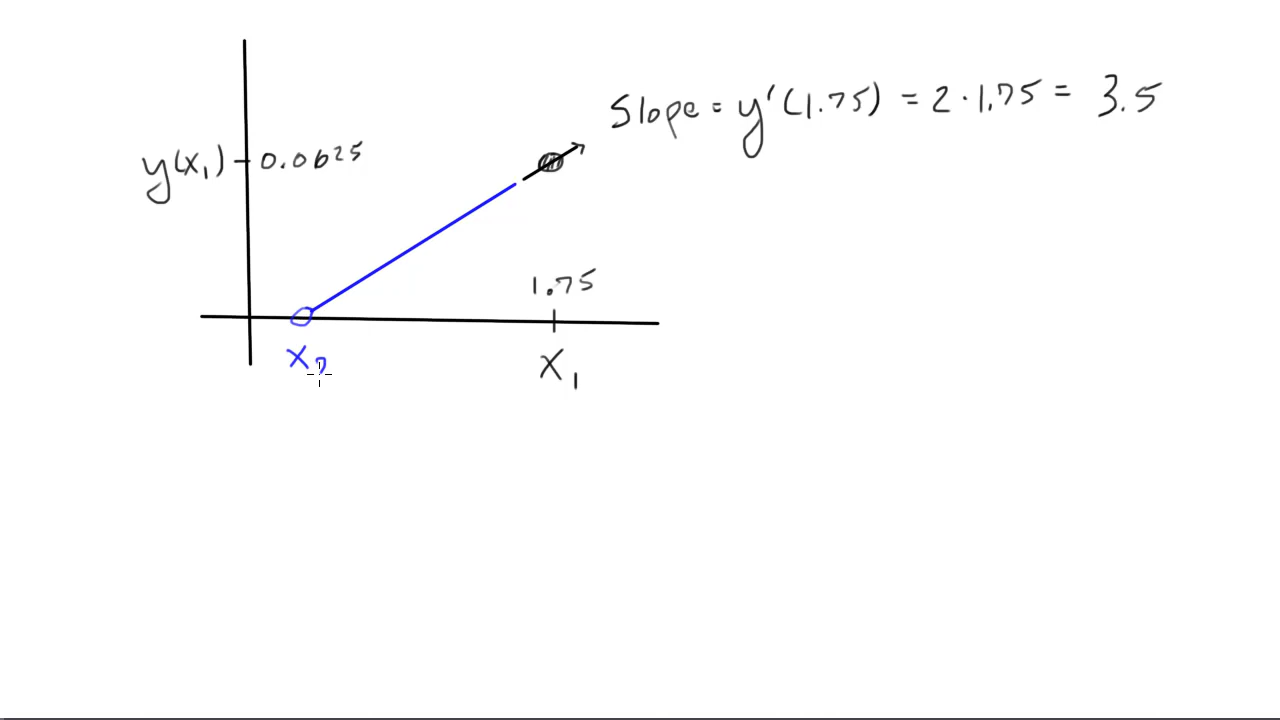 Slope = y'(1.75) = 2 · 1.75 = 3.5
y(x₁) 0.0625
1.75
x₂
x₁